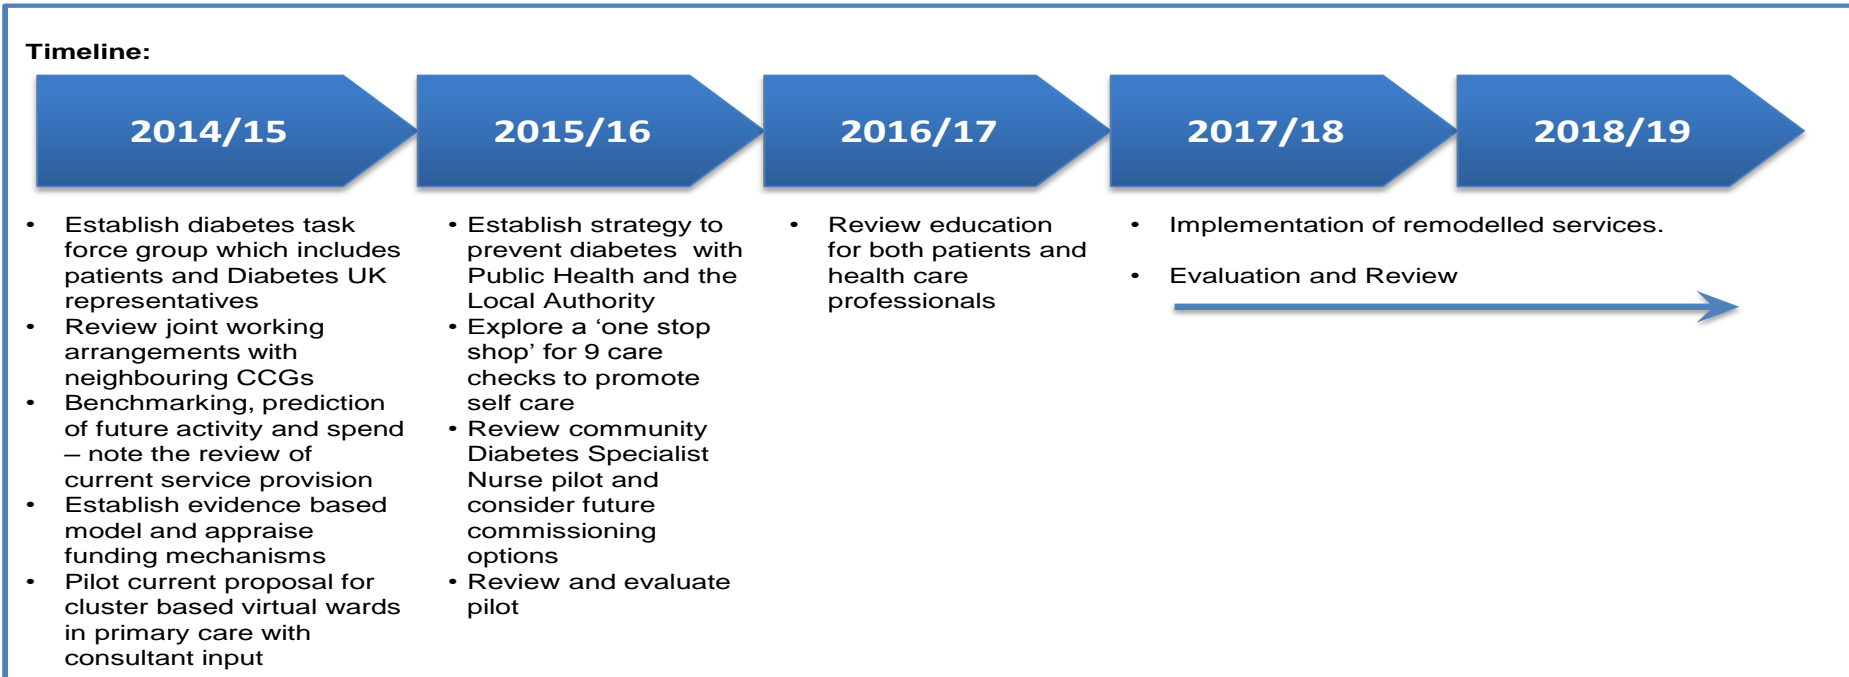 Timeline:
2014/15
2015/16
2016/17
2017/18
2018/19
• Establish diabetes task
force group which includes
patients and Diabetes UK
representatives
• Review joint working
arrangements with
neighbouring CCGs
• Benchmarking, prediction
of future activity and spend
– note the review of
current service provision
• Establish evidence based
model and appraise
funding mechanisms
• Pilot current proposal for
cluster based virtual wards
in primary care with
consultant input
• Establish strategy to
prevent diabetes  with
Public Health and the
Local Authority
• Explore a ‘one stop
shop’ for 9 care
checks to promote
self care
• Review community
Diabetes Specialist
Nurse pilot and
consider future
commissioning
options
• Review and evaluate
pilot
• Review education
for both patients and
health care
professionals
• Implementation of remodelled services.
• Evaluation and Review